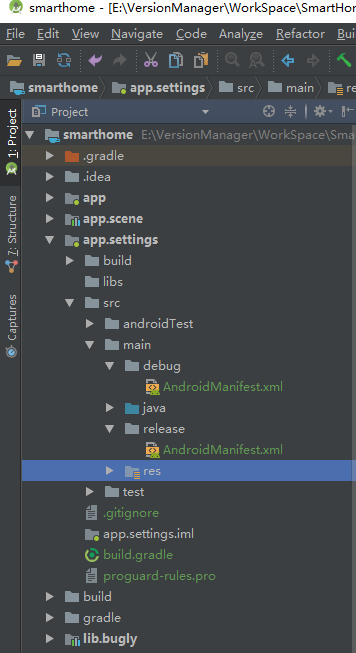 smarthome - [E:\VersionManager\WorkSpace\SmartHom
File Edit View Navigate Code Analyze Refactor Bui
smarthome app.settings src main re
Project
1: Project
7: Structure
Captures
smarthome E:\VersionManager\WorkSpace\Sma
.gradle
.idea
app
app.scene
app.settings
build
libs
src
androidTest
main
debug
AndroidManifest.xml
java
release
AndroidManifest.xml
res
test
.gitignore
app.settings.iml
build.gradle
proguard-rules.pro
build
gradle
lib.bugly